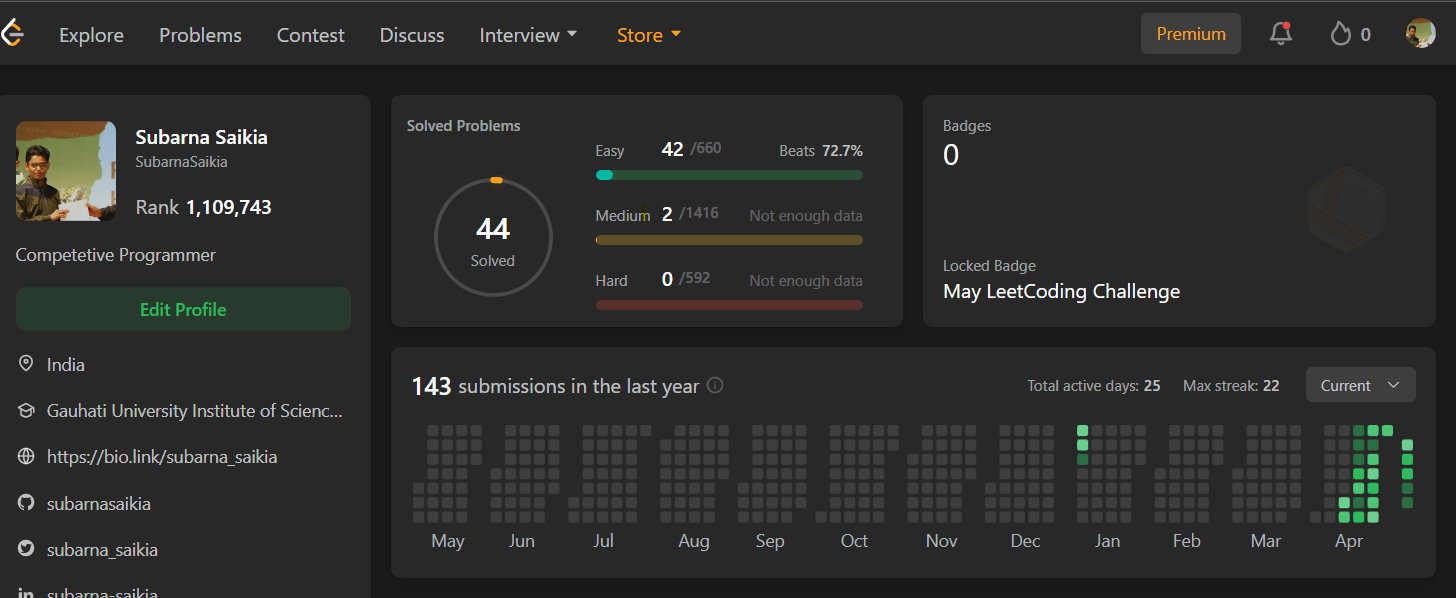 Explore Problems Contest Discuss Interview Store Premium 0
Subarna Saikia
SubarnaSaikia
Rank 1,109,743
Competetive Programmer
Edit Profile
India
Gauhati University Institute of Scienc...
https://bio.link/subarna_saikia
subarnasaikia
subarna_saikia
subarna-saikia
Solved Problems
44
Solved
Easy 42 /660 Beats 72.7%
Medium 2 /1416 Not enough data
Hard 0 /592 Not enough data
Badges
0
Locked Badge
May LeetCoding Challenge
143 submissions in the last year Total active days: 25 Max streak: 22 Current
May Jun Jul Aug Sep Oct Nov Dec Jan Feb Mar Apr